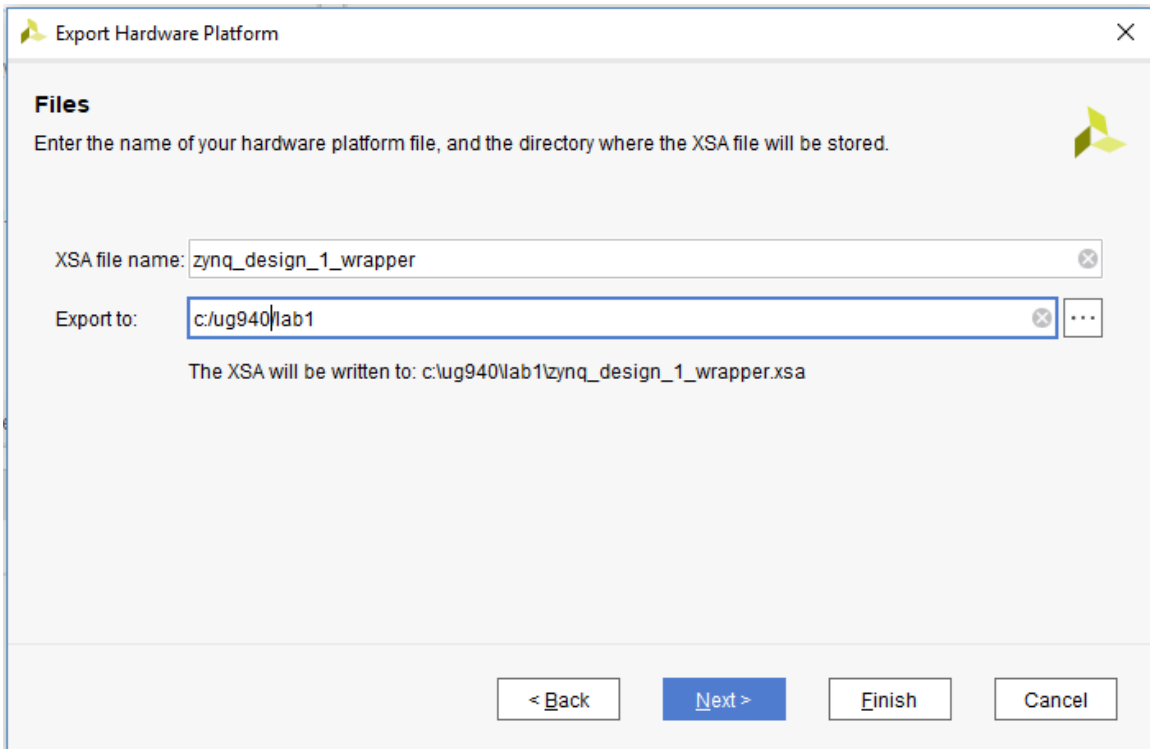 Export Hardware Platform
Files
Enter the name of your hardware platform file, and the directory where the XSA file will be stored.
XSA file name: zynq_design_1_wrapper
Export to: c:/ug940/lab1 ...
The XSA will be written to: c:\ug940\lab1\zynq_design_1_wrapper.xsa
< Back Next > Finish Cancel